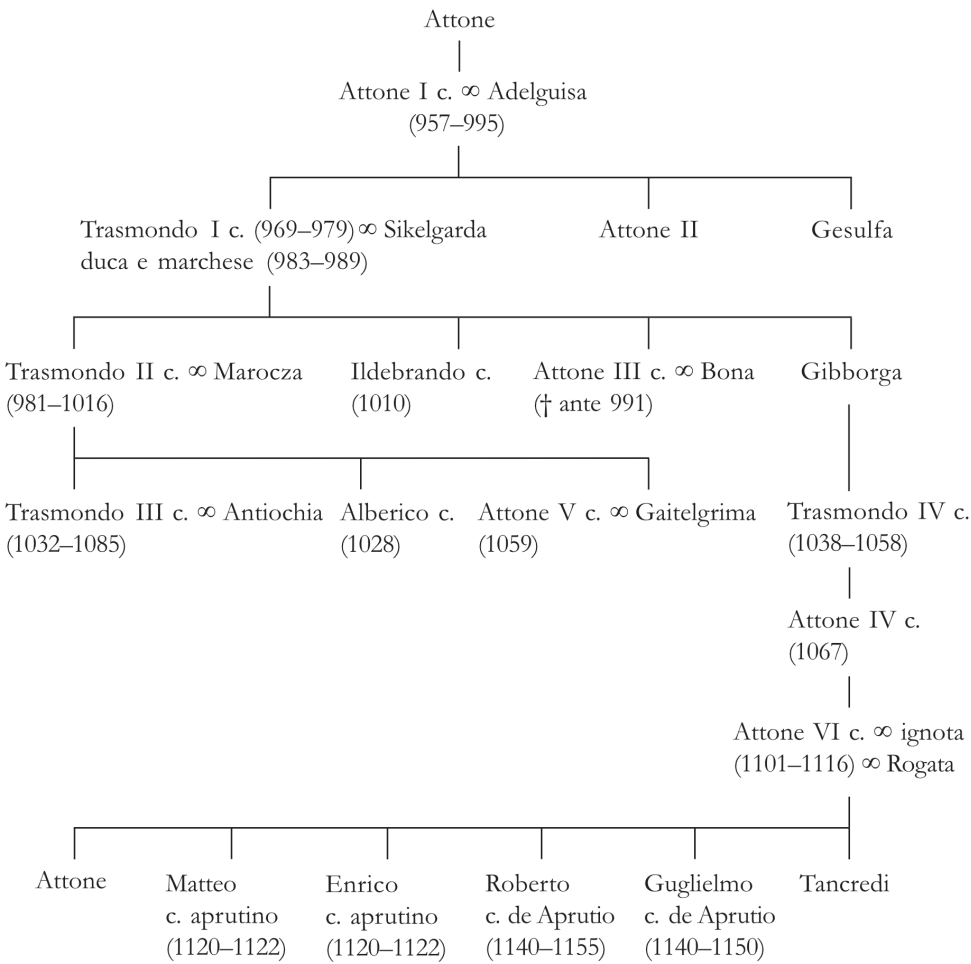 Attone
Attone I c. ∞ Adelguisa
(957–995)
Trasmondo I c. (969–979) ∞ Sikelgarda
duca e marchese (983–989)
Attone II
Gesulfa
Trasmondo II c. ∞ Marocza
(981–1016)
Ildebrando c.
(1010)
Attone III c. ∞ Bona
(† ante 991)
Gibborga
Trasmondo III c. ∞ Antiochia
(1032–1085)
Alberico c.
(1028)
Attone V c. ∞ Gaitelgrima
(1059)
Trasmondo IV c.
(1038–1058)
Attone IV c.
(1067)
Attone VI c. ∞ ignota
(1101–1116) ∞ Rogata
Attone
Matteo
c. aprutino
(1120–1122)
Enrico
c. aprutino
(1120–1122)
Roberto
c. de Aprutio
(1140–1155)
Guglielmo
c. de Aprutio
(1140–1150)
Tancredi